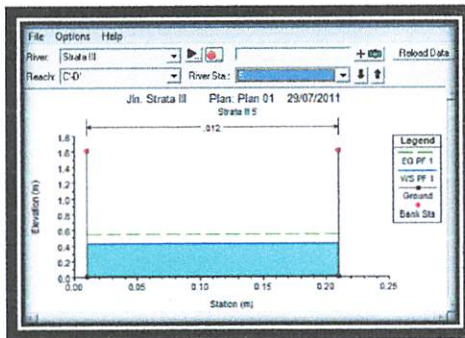 File Options Help
River: Strata III Reload Data
Reach: C'-D' River Sta.: 5
Jln. Strata III Plan: Plan 01 29/07/2011
Strata III 5
.012
Legend
EG PF 1
WS PF 1
Ground
Bank Sta
Elevation (m)
1.8
1.6
1.4
1.2
1.0
0.8
0.6
0.4
0.2
0.0
0.00 0.05 0.10 0.15 0.20 0.25
Station (m)